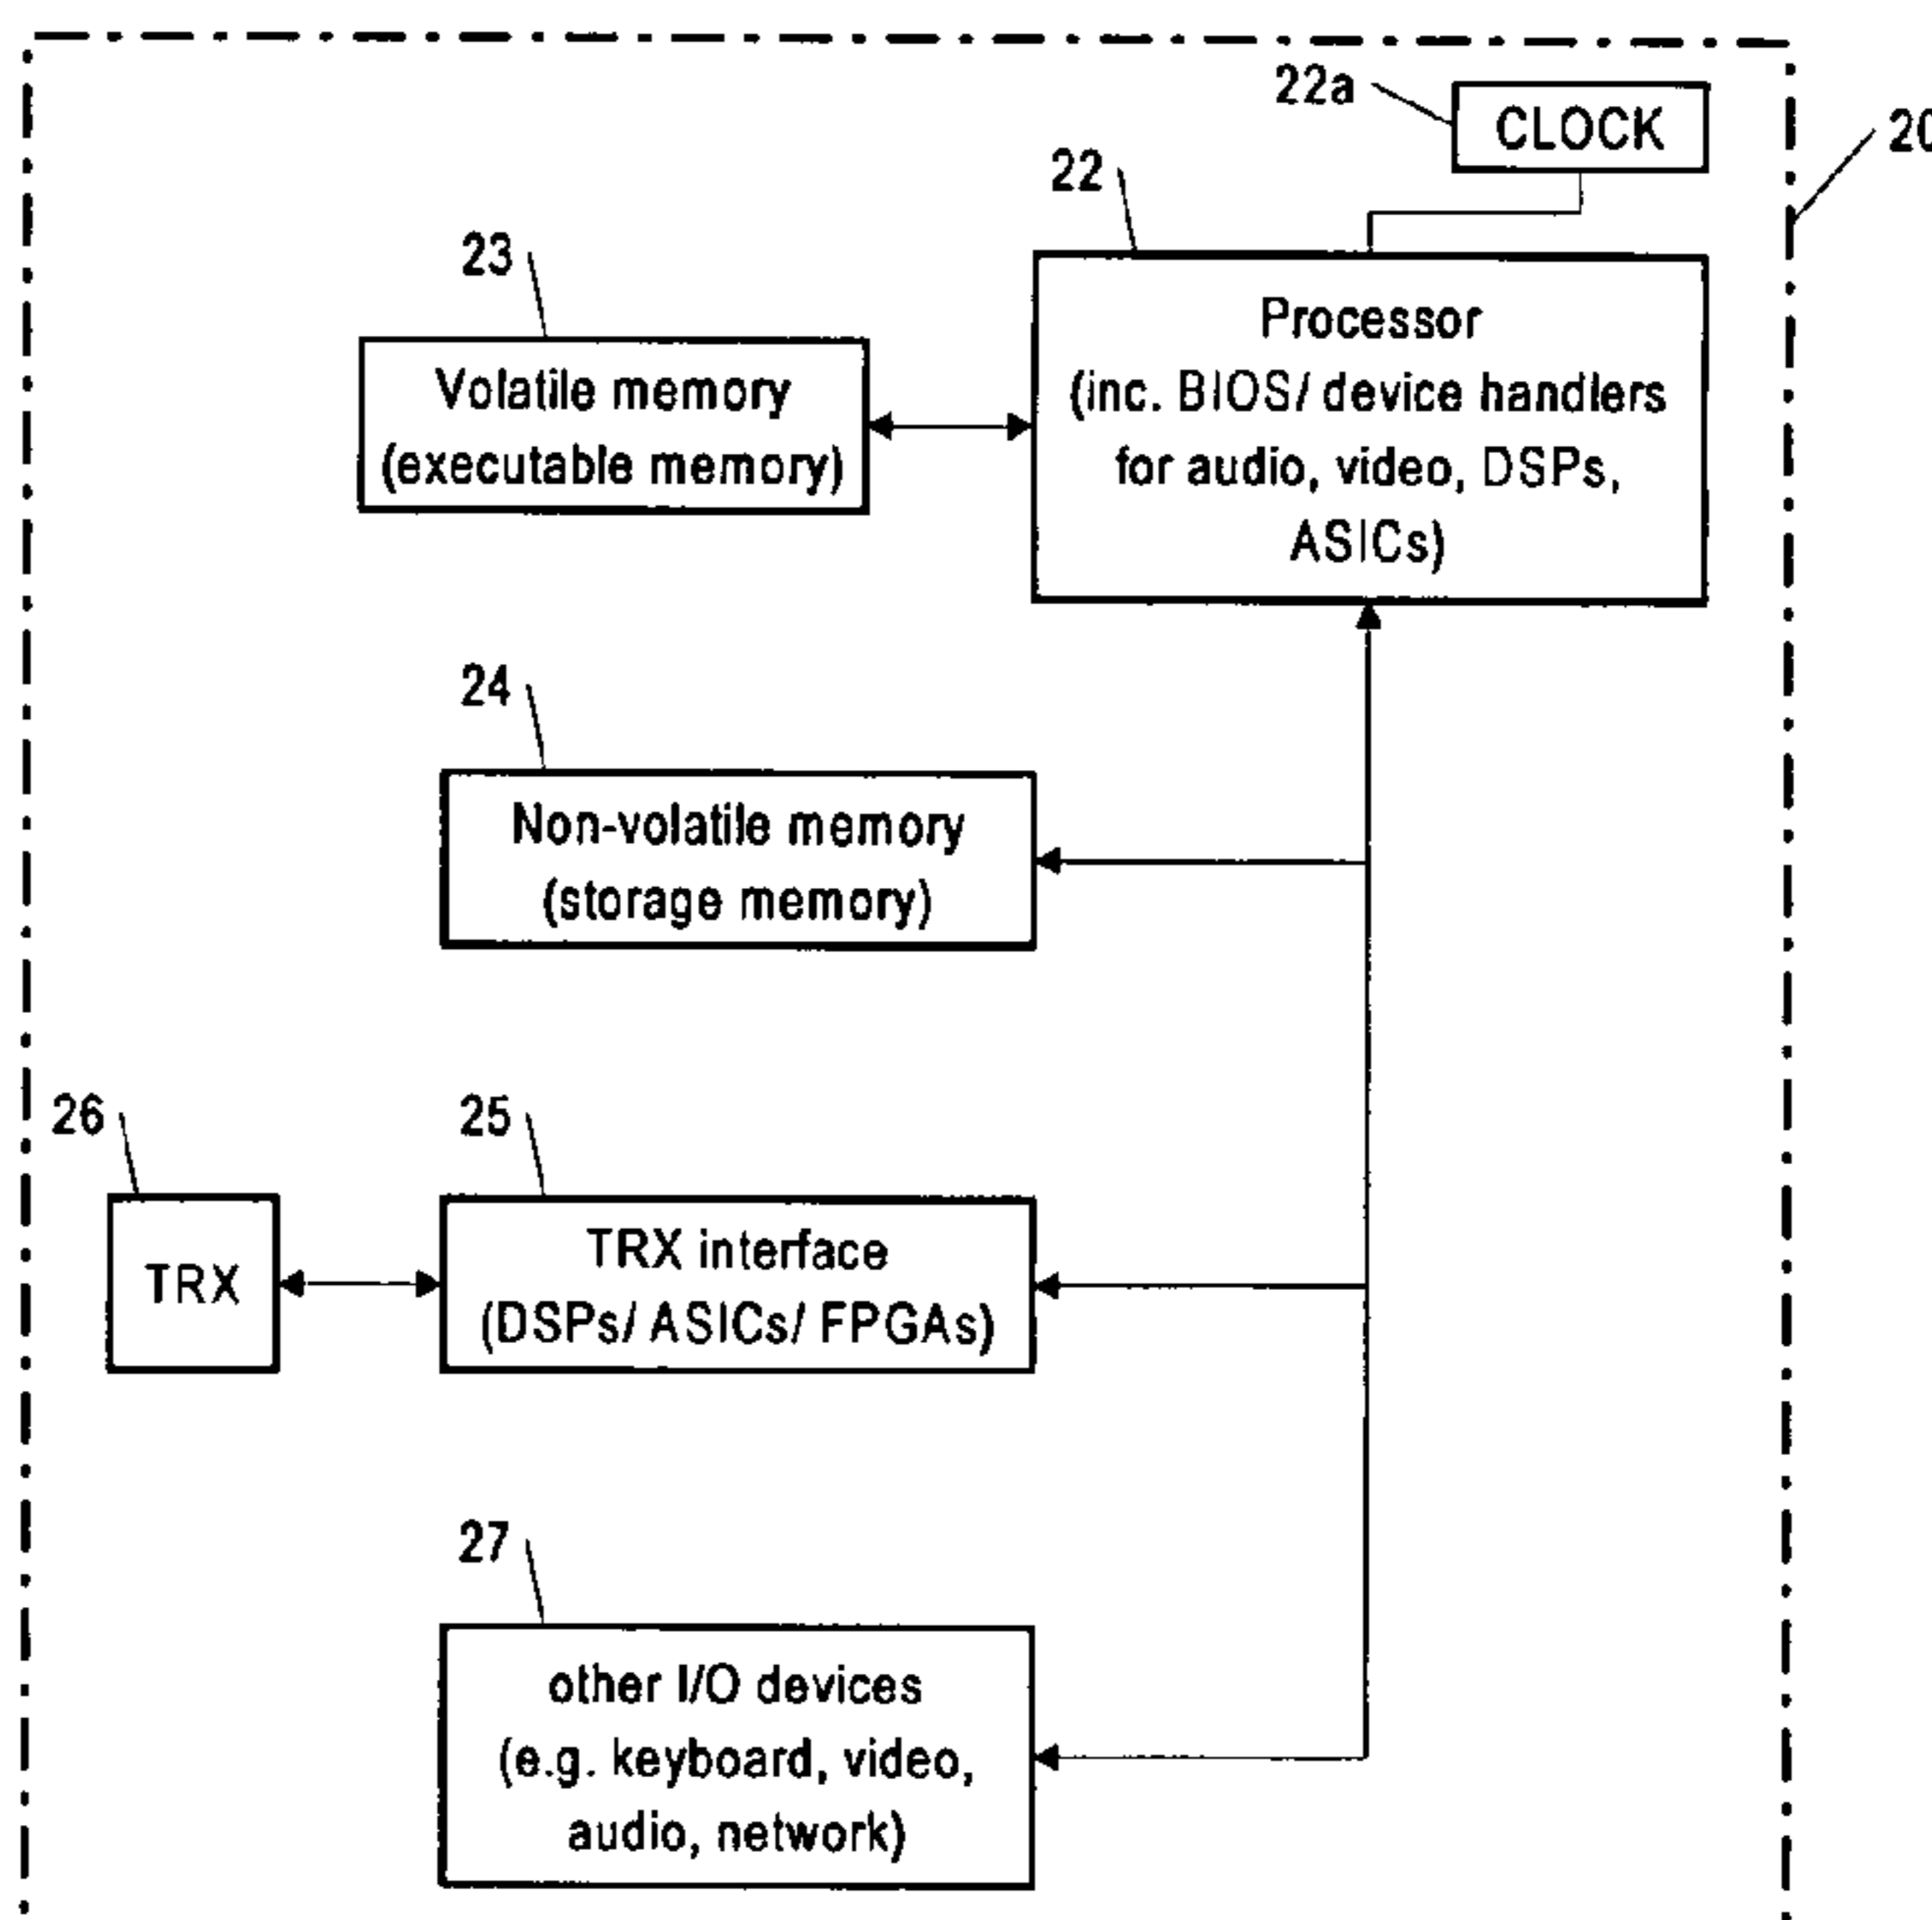 22a
CLOCK
20
22
23
Processor
(inc. BIOS/ device handlers
for audio, video, DSPs,
ASICs)
Volatile memory
(executable memory)
24
Non-volatile memory
(storage memory)
26
25
TRX
TRX interface
(DSPs/ ASICs/ FPGAs)
27
other I/O devices
(e.g. keyboard, video,
audio, network)